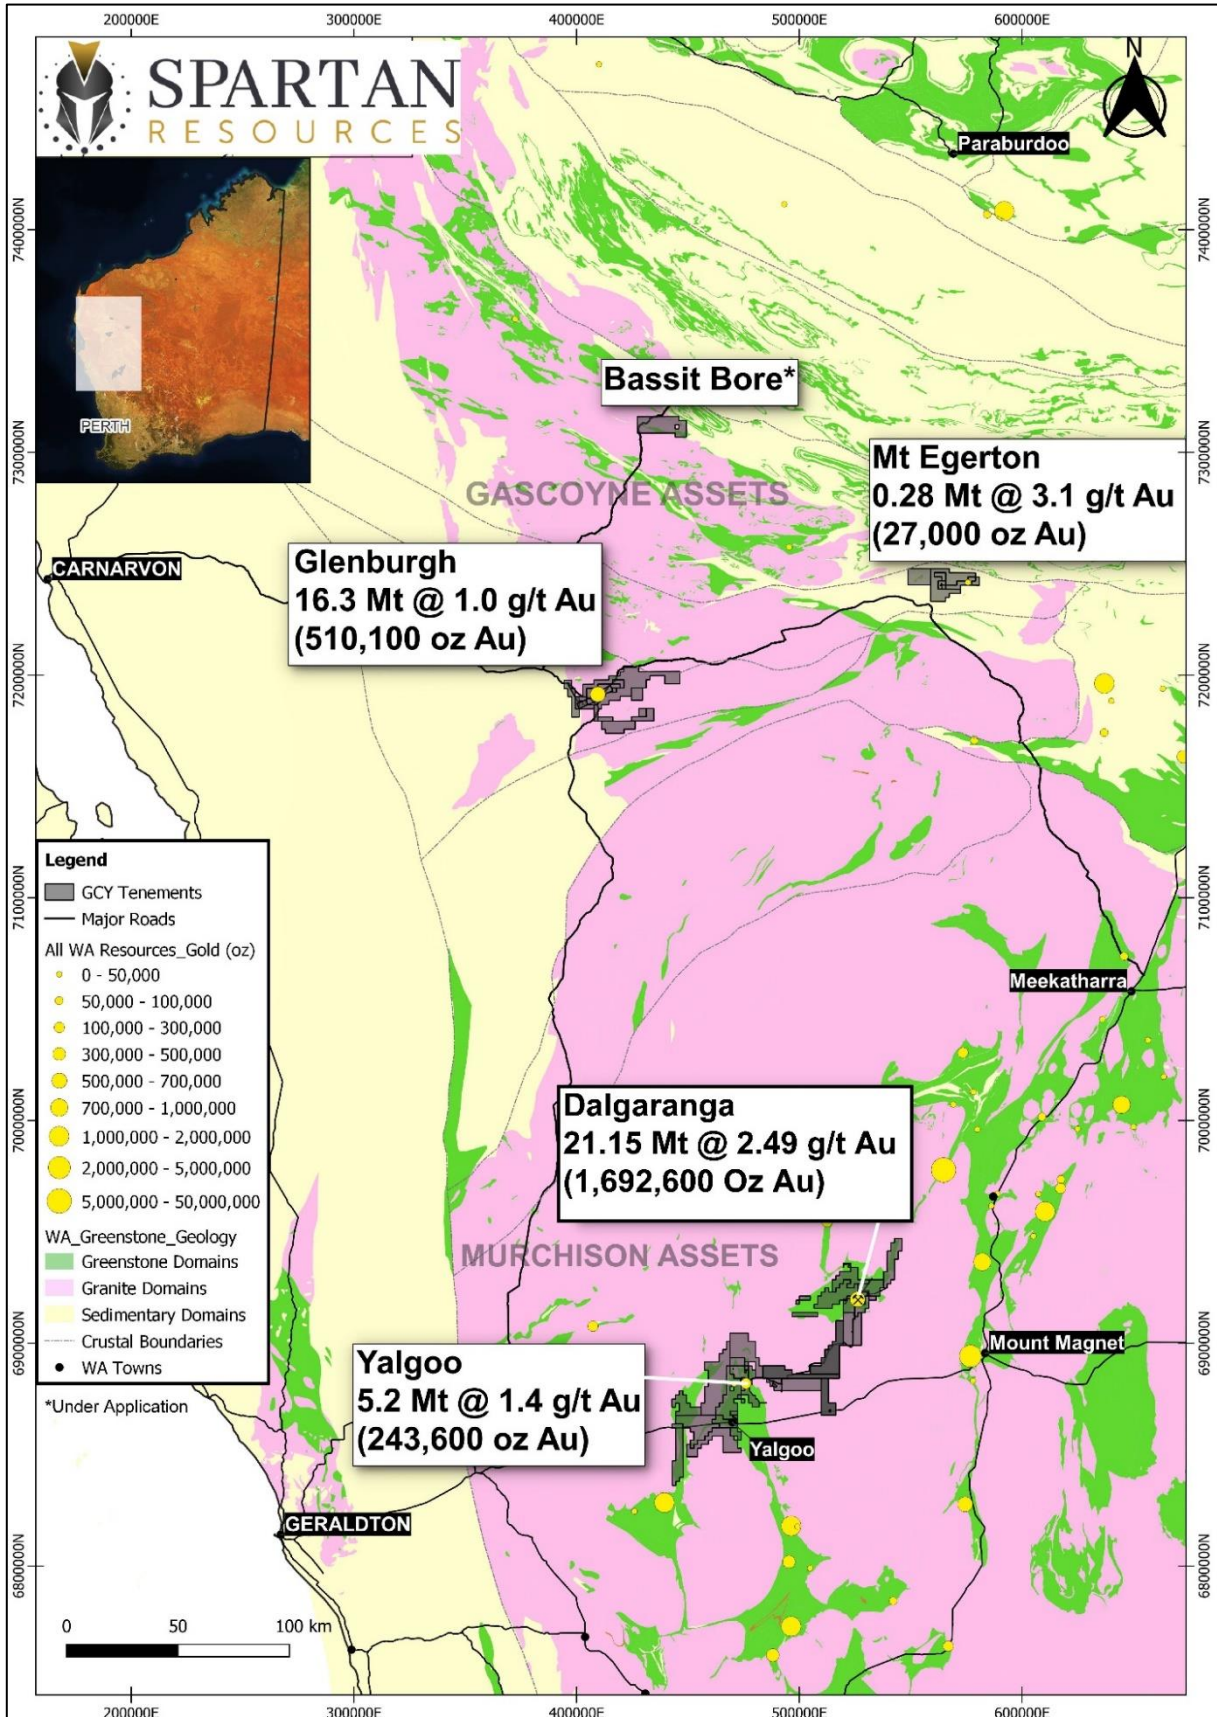 200000E
300000E
400000E
500000E
600000E
SPARTAN
RESOURCES
N
Paraburdoo
7400000N
7400000N
PERTH
Bassit Bore*
7300000N
7300000N
GASCOYNE ASSETS
Mt Egerton
0.28 Mt @ 3.1 g/t Au
(27,000 oz Au)
CARNARVON
Glenburgh
16.3 Mt @ 1.0 g/t Au
(510,100 oz Au)
7200000N
7200000N
Legend
GCY Tenements
Major Roads
All WA Resources_Gold (oz)
0 - 50,000
50,000 - 100,000
100,000 - 300,000
300,000 - 500,000
500,000 - 700,000
700,000 - 1,000,000
1,000,000 - 2,000,000
2,000,000 - 5,000,000
5,000,000 - 50,000,000
WA_Greenstone_Geology
Greenstone Domains
Granite Domains
Sedimentary Domains
Crustal Boundaries
WA Towns
*Under Application
7100000N
7100000N
Meekatharra
Dalgaranga
21.15 Mt @ 2.49 g/t Au
(1,692,600 Oz Au)
7000000N
7000000N
MURCHISON ASSETS
Mount Magnet
6900000N
6900000N
Yalgoo
5.2 Mt @ 1.4 g/t Au
(243,600 oz Au)
Yalgoo
GERALDTON
6800000N
6800000N
0 50 100 km
200000E
300000E
400000E
500000E
600000E